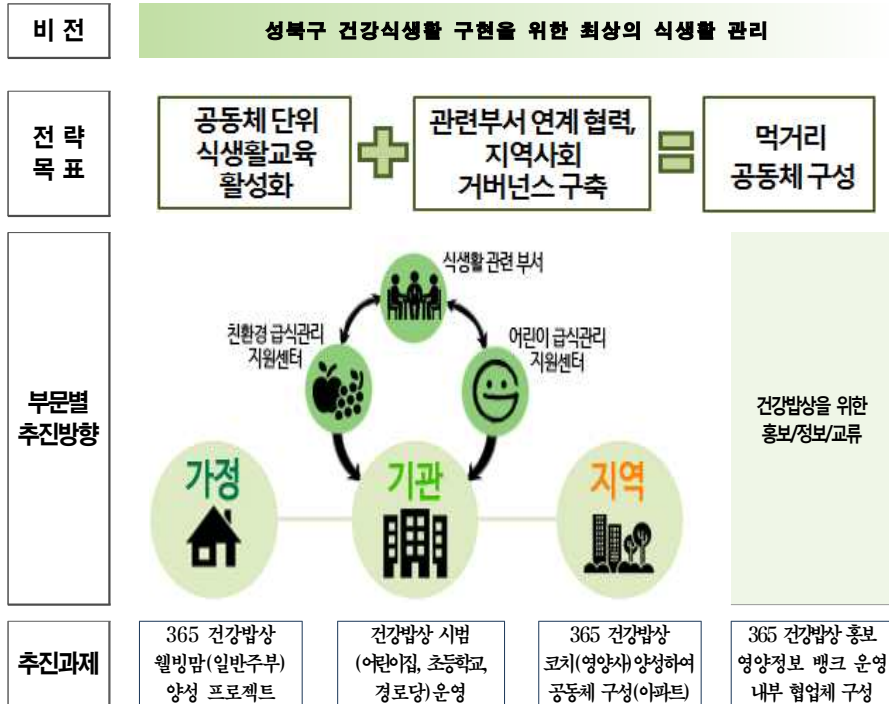 비 전
성북구 건강식생활 구현을 위한 최상의 식생활 관리
전 략
목 표
공동체 단위
식생활교육
활성화
관련부서 연계 협력,
지역사회
거버넌스 구축
먹거리
공동체 구성
부문별
추진방향
식생활 관련 부서
친환경 급식관리
지원센터
어린이 급식관리
지원센터
가정
기관
지역
건강밥상을 위한
홍보/정보/교류
추진과제
365 건강밥상
웰빙맘(일반주부)
양성 프로젝트
건강밥상 시범
(어린이집, 초등학교,
경로당)운영
365 건강밥상
코치(영양사)양성하여
공동체 구성(아파트)
365 건강밥상 홍보
영양정보 뱅크 운영
내부 협업체 구성